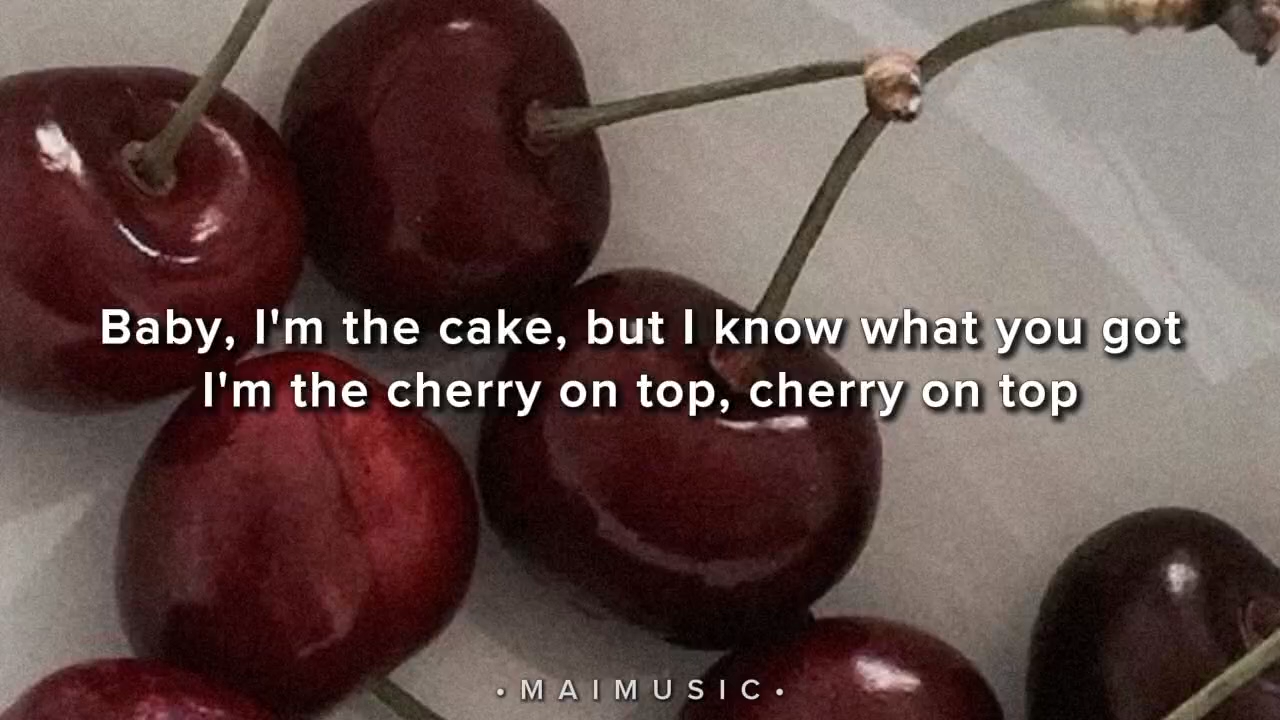 Baby, I'm the cake, but I know what you got
I'm the cherry on top, cherry on top
•MAIMUSIC•